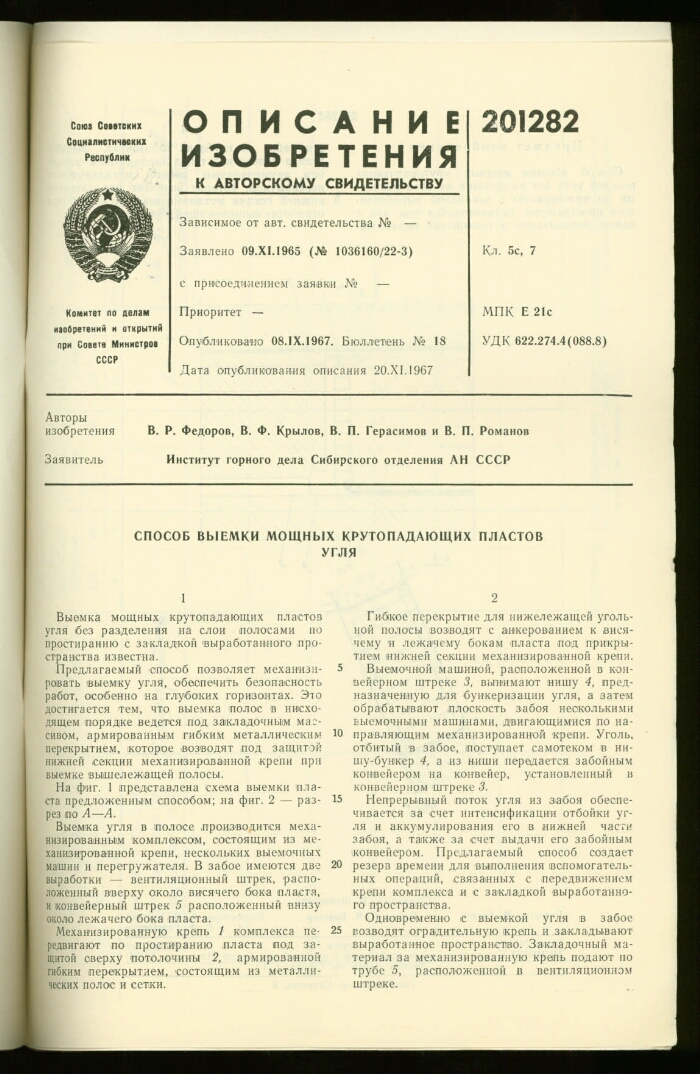 Союз Советских
Социалистических
Республик
Комитет по делам
изобретений и открытий
при Совете Министров
СССР
ОПИСАНИЕ
ИЗОБРЕТЕНИЯ
К АВТОРСКОМУ СВИДЕТЕЛЬСТВУ
201282
Зависимое от авт. свидетельства № —
Заявлено 09.XI.1965 (№ 1036160/22-3)
с присоединением заявки № —
Приоритет —
Опубликовано 08.IX.1967. Бюллетень № 18
Дата опубликования описания 20.XI.1967
Кл. 5c, 7
МПК E 21c
УДК 622.274.4(088.8)
Авторы
изобретения
В. Р. Федоров, В. Ф. Крылов, В. П. Герасимов и В. П. Романов
Заявитель
Институт горного дела Сибирского отделения АН СССР
СПОСОБ ВЫЕМКИ МОЩНЫХ КРУТОПАДАЮЩИХ ПЛАСТОВ
УГЛЯ
1
Выемка мощных крутопадающих пластов
угля без разделения на слои полосами по
простиранию с закладкой выработанного про-
странства известна.
Предлагаемый способ позволяет механизи-
ровать выемку угля, обеспечить безопасность
работ, особенно на глубоких горизонтах. Это
достигается тем, что выемка полос в нисхо-
дящем порядке ведется под закладочным мас-
сивом, армированным гибким металлическим
перекрытием, которое возводят под защитой
нижней секции механизированной крепи при
выемке вышележащей полосы.
На фиг. 1 представлена схема выемки пла-
ста предложенным способом; на фиг. 2 — раз-
рез по А—А.
Выемка угля в полосе производится меха-
низированным комплексом, состоящим из ме-
ханизированной крепи, нескольких выемочных
машин и перегружателя. В забое имеются две
выработки — вентиляционный штрек, распо-
ложенный вверху около висячего бока пласта,
и конвейерный штрек 5 расположенный внизу
около лежачего бока пласта.
Механизированную крепь 1 комплекса пе-
редвигают по простиранию пласта под за-
щитой сверху потолочины 2, армированной
гибким перекрытием, состоящим из металли-
ческих полос и сетки.
2
Гибкое перекрытие для нижележащей уголь-
ной полосы возводят с анкерованием к вися-
чему и лежачему бокам пласта под прикры-
тием нижней секции механизированной крепи.
5
Выемочной машиной, расположенной в кон-
вейерном штреке 3, вынимают нишу 4, пред-
назначенную для бункеризации угля, а затем
обрабатывают плоскость забоя несколькими
выемочными машинами, двигающимися по на-
10
правляющим механизированной крепи. Уголь,
отбитый в забое, поступает самотеком в ни-
шу-бункер 4, а из ниши передается забойным
конвейером на конвейер, установленный в
конвейерном штреке 3.
15
Непрерывный поток угля из забоя обеспе-
чивается за счет интенсификации отбойки уг-
ля и аккумулирования его в нижней части
забоя, а также за счет выдачи его забойным
конвейером. Предлагаемый способ создает
20
резерв времени для выполнения вспомогатель-
ных операций, связанных с передвижением
крепи комплекса и с закладкой выработанно-
го пространства.
Одновременно с выемкой угля в забое
25
возводят оградительную крепь и закладывают
выработанное пространство. Закладочный ма-
териал за механизированную крепь подают по
трубе 5, расположенной в вентиляционном
штреке.